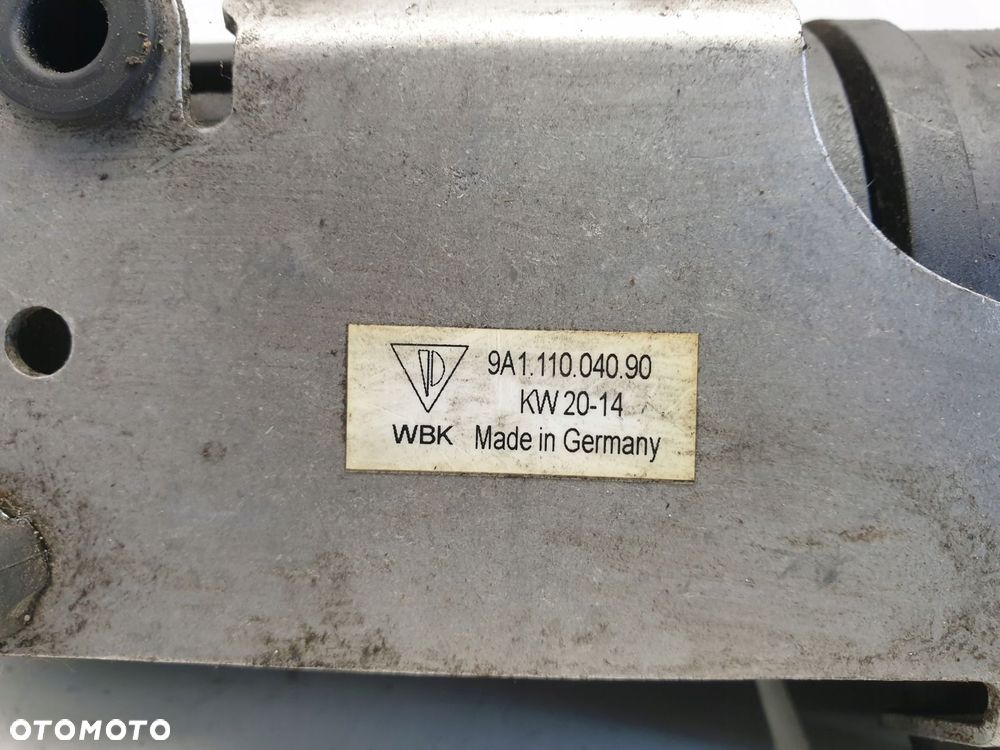 9A1.110.040.90
KW 20-14
WBK Made in Germany
OTOMOTO